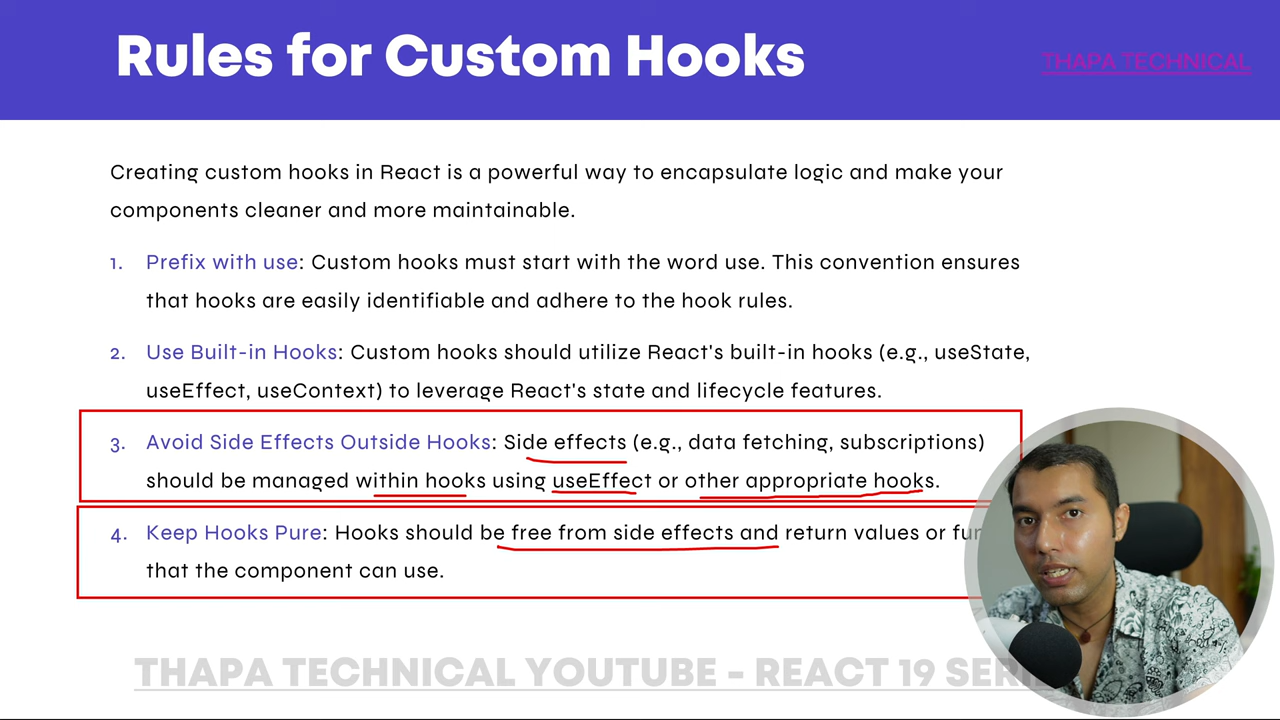 Rules for Custom Hooks
THAPA TECHNICAL
Creating custom hooks in React is a powerful way to encapsulate logic and make your
components cleaner and more maintainable.
1. Prefix with use: Custom hooks must start with the word use. This convention ensures
that hooks are easily identifiable and adhere to the hook rules.
2. Use Built-in Hooks: Custom hooks should utilize React's built-in hooks (e.g., useState,
useEffect, useContext) to leverage React's state and lifecycle features.
3. Avoid Side Effects Outside Hooks: Side effects (e.g., data fetching, subscriptions)
should be managed within hooks using useEffect or other appropriate hooks.
4. Keep Hooks Pure: Hooks should be free from side effects and return values or
that the component can use.
THAPA TECHNICAL YOUTUBE - REACT 19